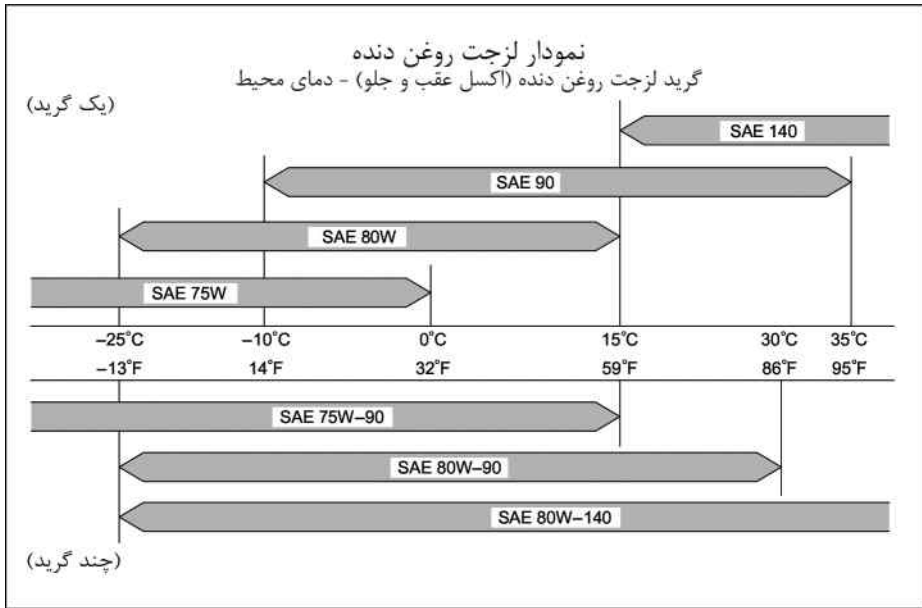 نمودار لزجت روغن دنده
گرید لزجت روغن دنده (اکسل عقب و جلو) - دمای محیط
(یک گرید)
SAE 140
SAE 90
SAE 80W
SAE 75W
–25°C –10°C 0°C 15°C 30°C 35°C
–13°F 14°F 32°F 59°F 86°F 95°F
SAE 75W–90
SAE 80W–90
SAE 80W–140
(چند گرید)